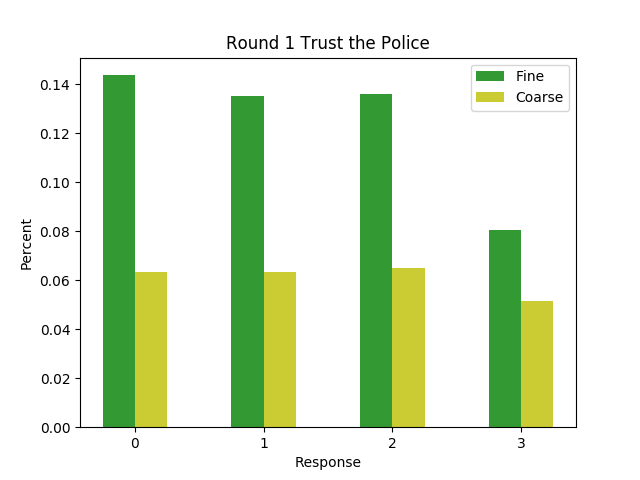 Round 1 Trust the Police
Fine
Coarse
0.14
0.12
0.10
0.08
0.06
0.04
0.02
0.00
Percent
0 1 2 3
Response